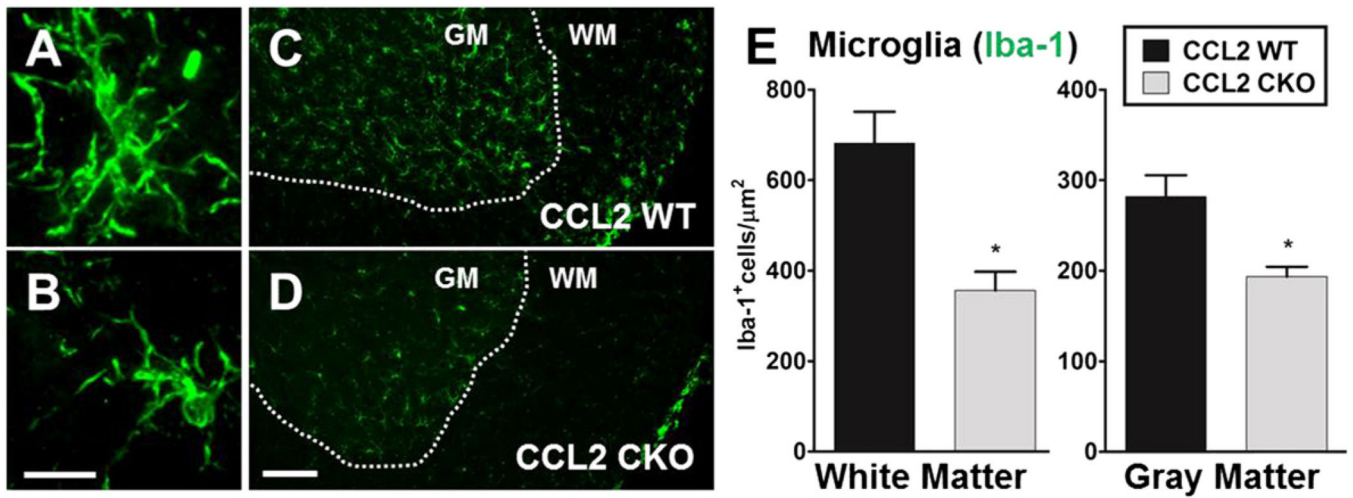 A
B
C
GM
WM
CCL2 WT
D
GM
WM
CCL2 CKO
E
Microglia (Iba-1)
CCL2 WT
CCL2 CKO
Iba-1⁺cells/µm²
800
600
400
200
0
*
White Matter
400
300
200
100
0
*
Gray Matter